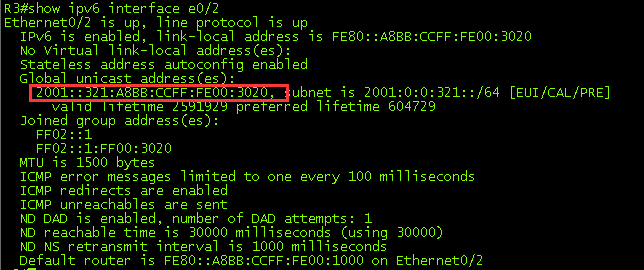 R3#show ipv6 interface e0/2
Ethernet0/2 is up, line protocol is up
IPv6 is enabled, link-local address is FE80::A8BB:CCFF:FE00:3020
No Virtual link-local address(es):
Stateless address autoconfig enabled
Global unicast address(es):
2001::321:A8BB:CCFF:FE00:3020, subnet is 2001:0:0:321::/64 [EUI/CAL/PRE]
valid lifetime 2591929 preferred lifetime 604729
Joined group address(es):
FF02::1
FF02::1:FF00:3020
MTU is 1500 bytes
ICMP error messages limited to one every 100 milliseconds
ICMP redirects are enabled
ICMP unreachables are sent
ND DAD is enabled, number of DAD attempts: 1
ND reachable time is 30000 milliseconds (using 30000)
ND NS retransmit interval is 1000 milliseconds
Default router is FE80::A8BB:CCFF:FE00:1000 on Ethernet0/2